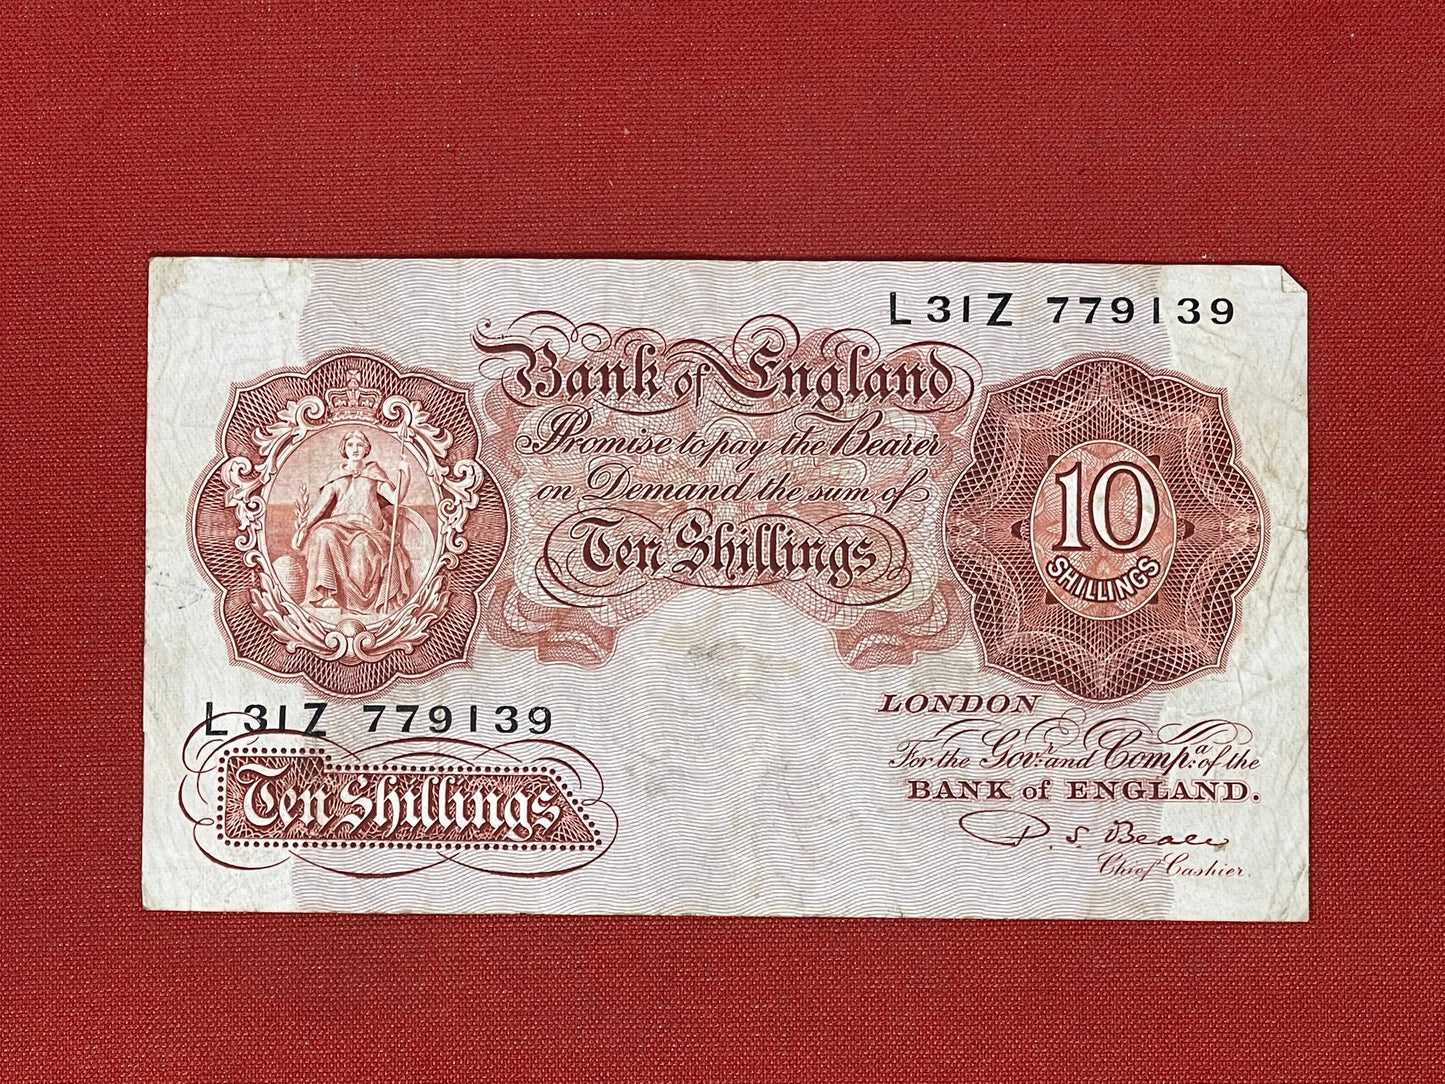 L31Z 779139
Bank of England
Promise to pay the Bearer
on Demand the sum of
Ten Shillings
10
SHILLINGS
L31Z 779139
Ten Shillings
LONDON
For the Govr. and Compa. of the
BANK of ENGLAND.
P. S. Beale
Chief Cashier.